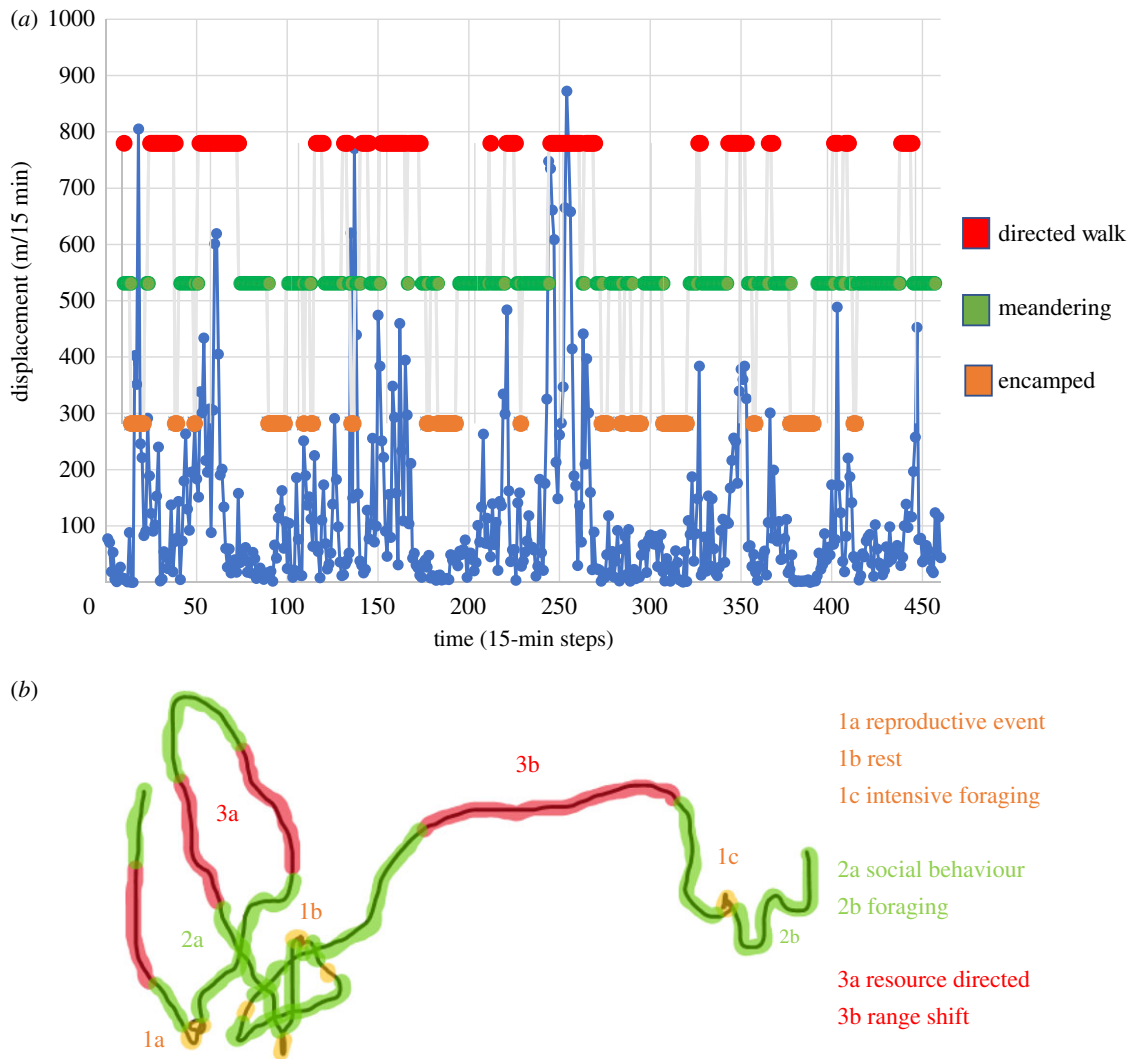 (a)
1000
900
800
700
600
500
400
300
200
100
0
displacement (m/15 min)
0 50 100 150 200 250 300 350 400 450
time (15-min steps)
directed walk
meandering
encamped
(b)
3b
3a
2a
1b
1a
1c
2b
1a reproductive event
1b rest
1c intensive foraging
2a social behaviour
2b foraging
3a resource directed
3b range shift